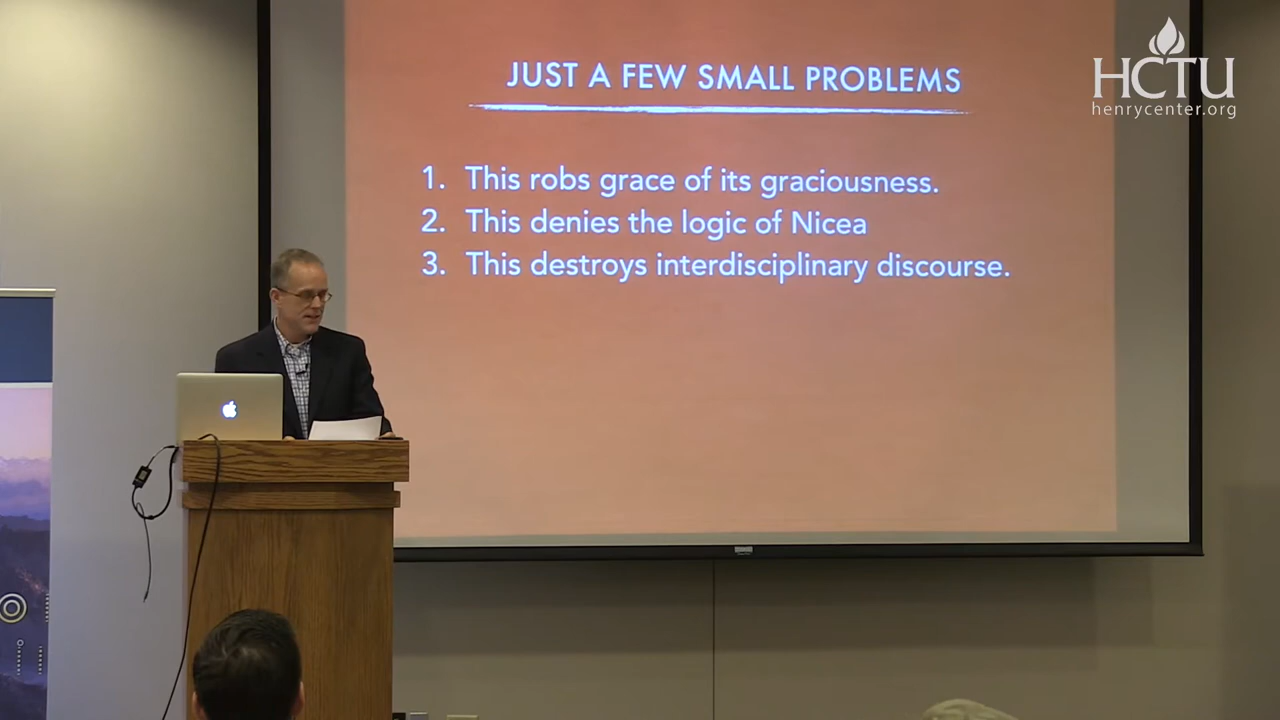 JUST A FEW SMALL PROBLEMS
1. This robs grace of its graciousness.
2. This denies the logic of Nicea
3. This destroys interdisciplinary discourse.
HCTU
henrycenter.org